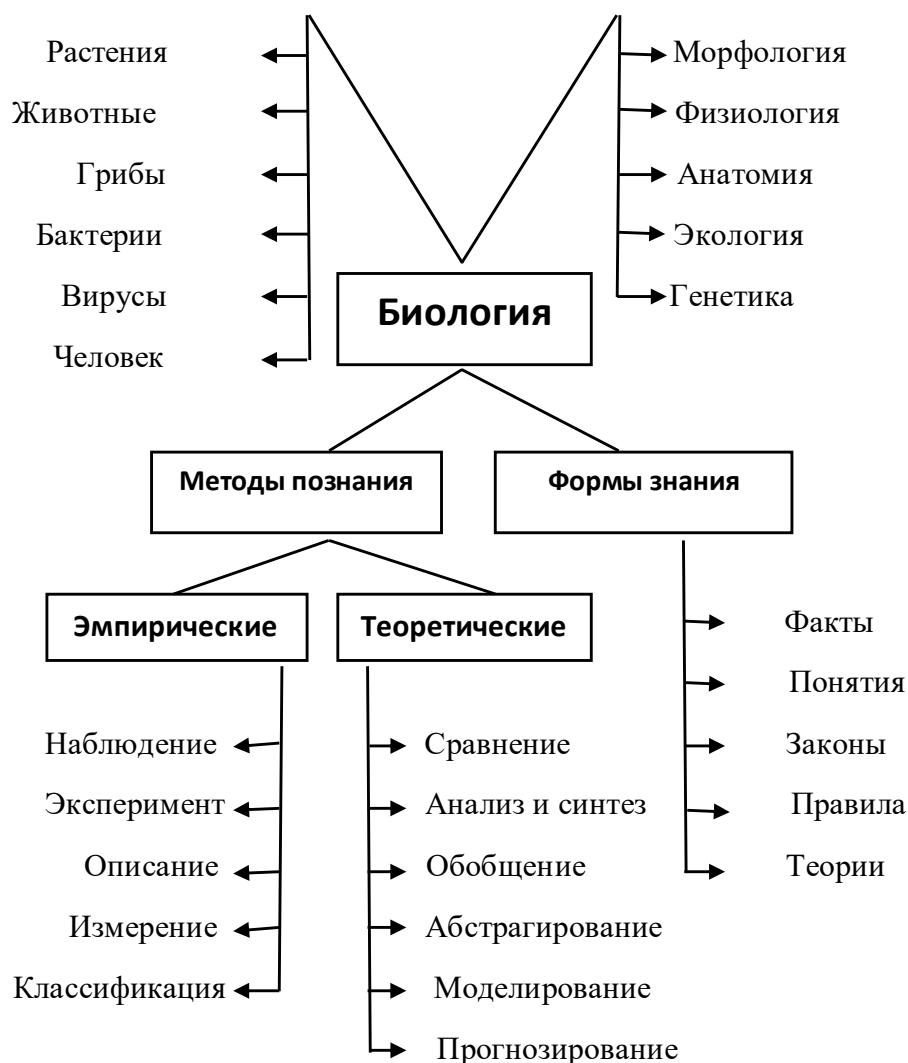 Растения
Животные
Грибы
Бактерии
Вирусы
Человек
Морфология
Физиология
Анатомия
Экология
Генетика
Биология
Методы познания
Формы знания
Эмпирические
Теоретические
Наблюдение
Эксперимент
Описание
Измерение
Классификация
Сравнение
Анализ и синтез
Обобщение
Абстрагирование
Моделирование
Прогнозирование
Факты
Понятия
Законы
Правила
Теории